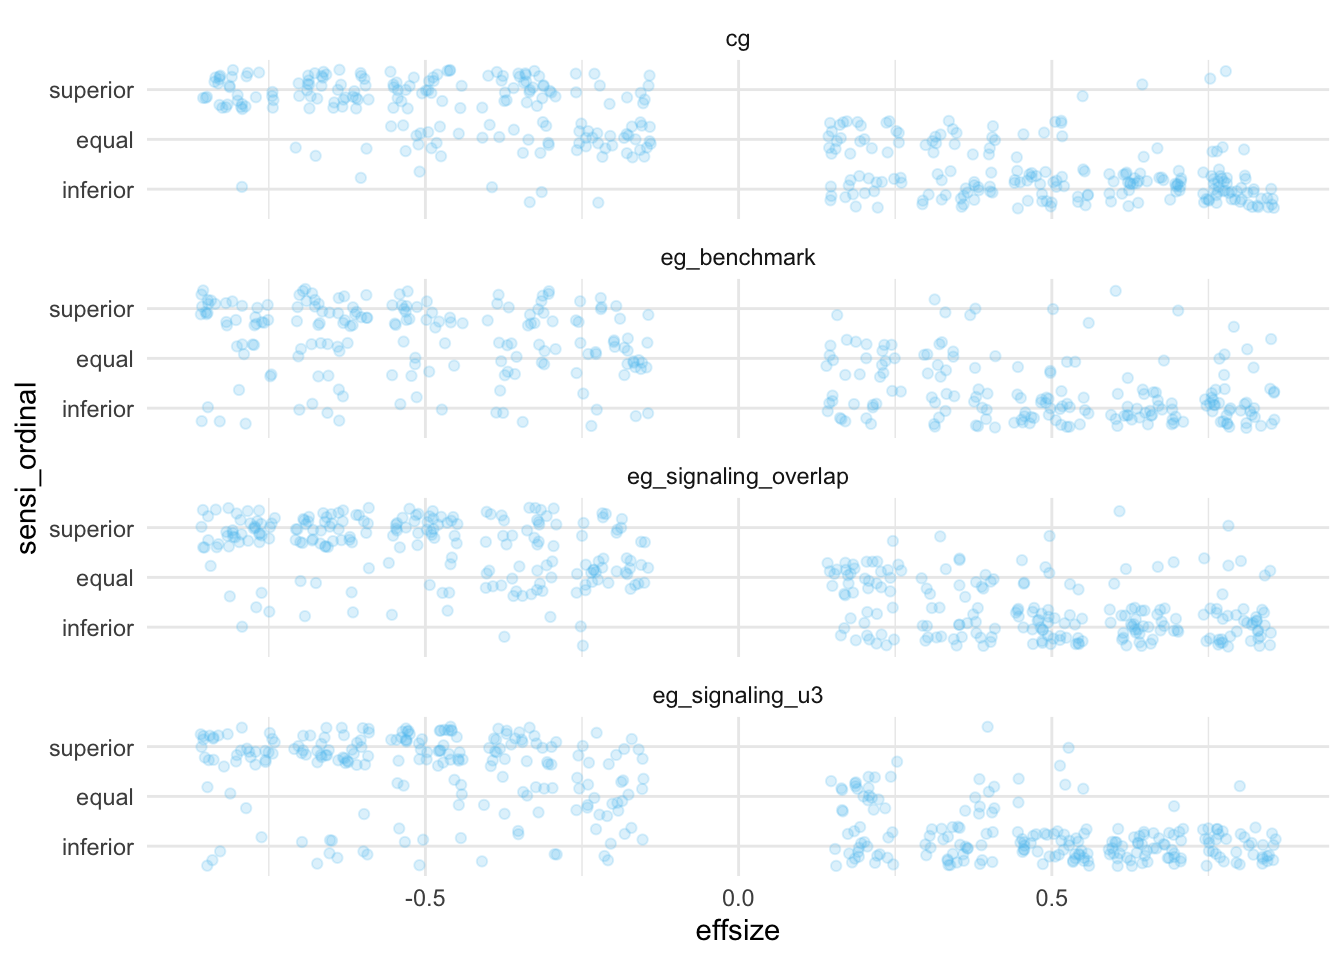 cg
superior
equal
inferior
eg_benchmark
superior
equal
inferior
eg_signaling_overlap
superior
equal
inferior
eg_signaling_u3
superior
equal
inferior
sensi_ordinal
-0.5 0.0 0.5
effsize